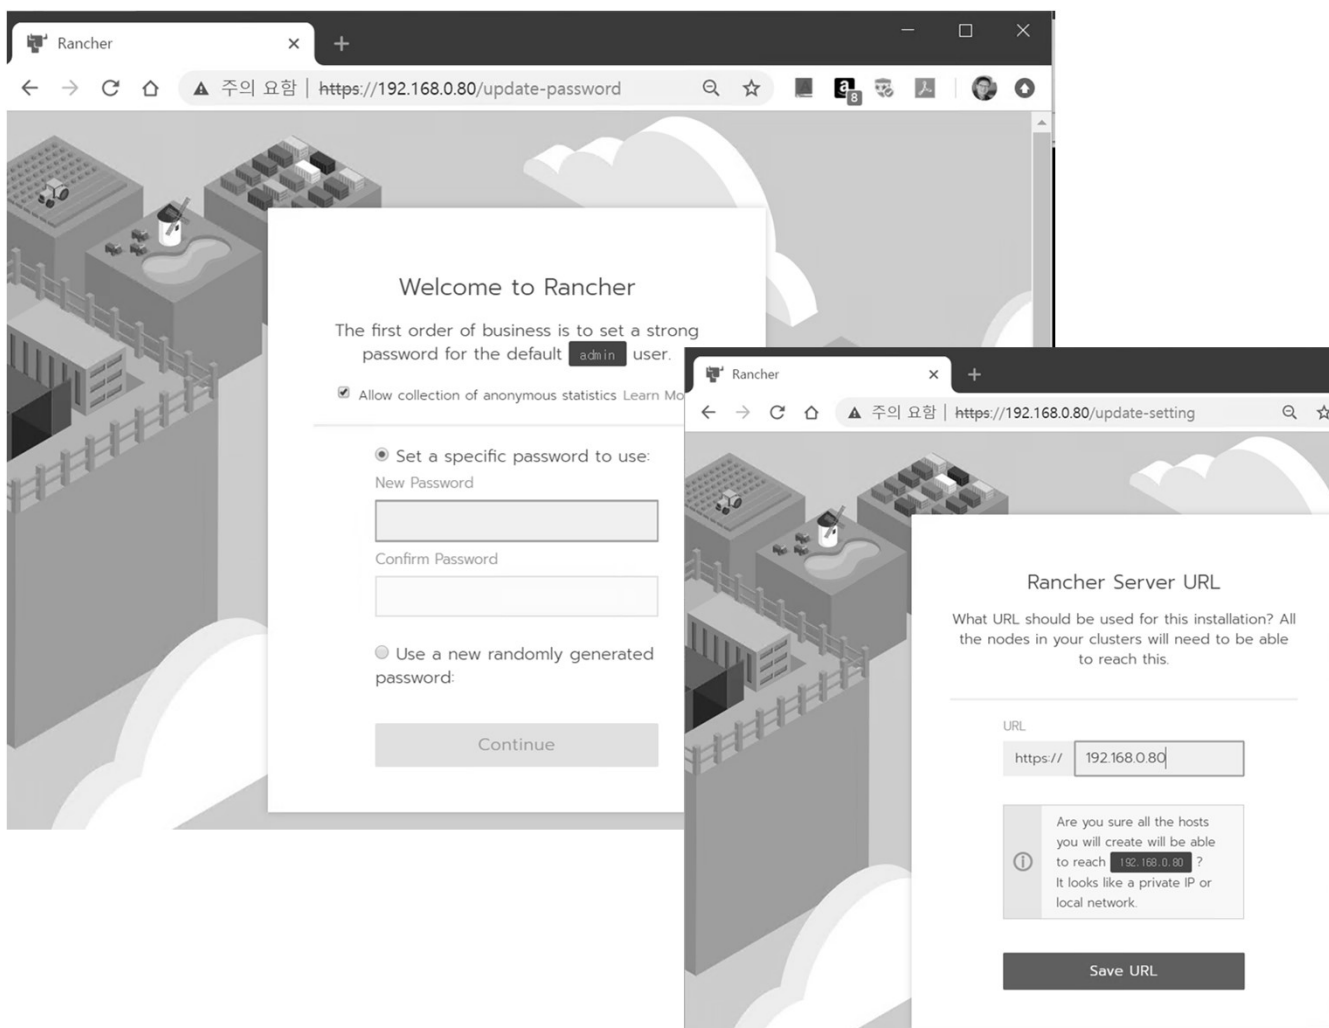 Rancher
주의 요함 | https://192.168.0.80/update-password
8
Welcome to Rancher
The first order of business is to set a strong
password for the default admin user.
Allow collection of anonymous statistics Learn Mo
Set a specific password to use:
New Password
Confirm Password
Use a new randomly generated
password:
Continue
Rancher
주의 요함 | https://192.168.0.80/update-setting
Rancher Server URL
What URL should be used for this installation? All
the nodes in your clusters will need to be able
to reach this.
URL
https:// 192.168.0.80
Are you sure all the hosts
you will create will be able
to reach 192.168.0.80 ?
It looks like a private IP or
local network.
Save URL